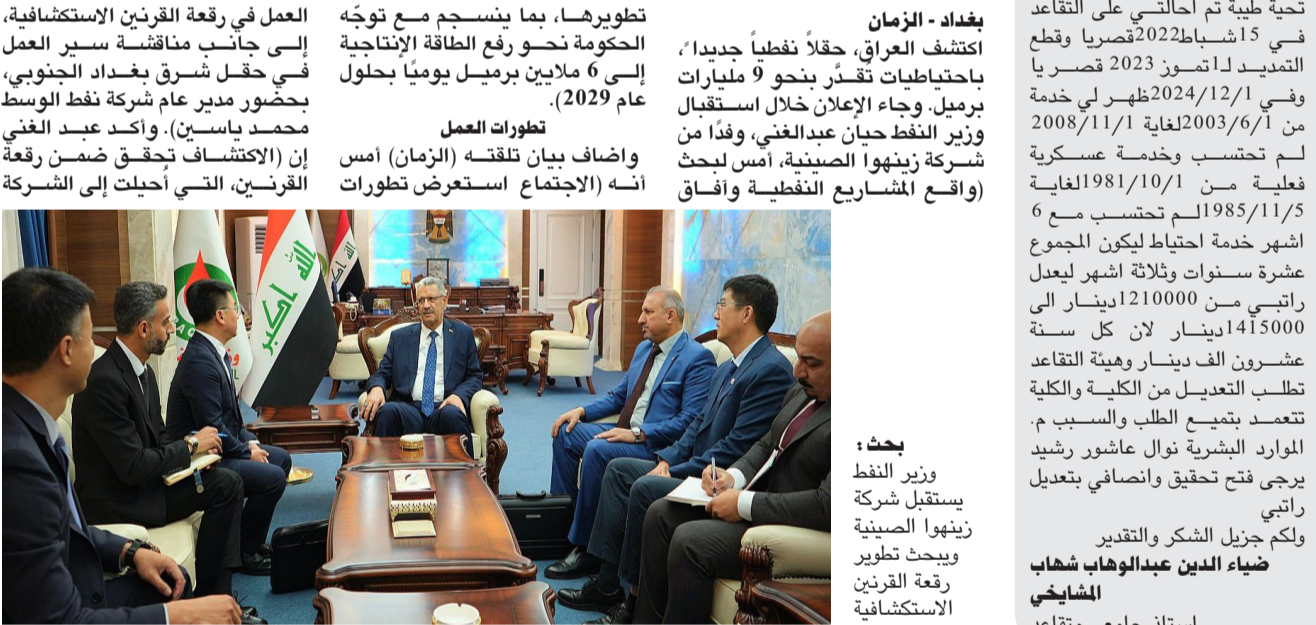 تحية طيبة تم احالتي على التقاعد
في 15شباط2022قصريا وقطع
التمديد لـ1تموز 2023 قصر يا
وفي 2024/12/1ظهر لي خدمة
من 2003/6/1لغاية 2008/11/1
لم تحتسب وخدمة عسكرية
فعلية من 1981/10/1لغاية
1985/11/5لم تحتسب مع 6
اشهر خدمة احتياط ليكون المجموع
عشرة سنوات وثلاثة اشهر ليعدل
راتبي من 1210000دينار الى
1415000دينار لان كل سنة
عشرون الف دينار وهيئة التقاعد
تطلب التعديل من الكلية والكلية
تتعمد بتميع الطلب والسبب م.
الموارد البشرية نوال عاشور رشيد
يرجى فتح تحقيق وانصافي بتعديل
راتبي
ولكم جزيل الشكر والتقدير
ضياء الدين عبدالوهاب شهاب
المشايخي
بغداد - الزمان
اكتشف العراق، حقلاً نفطياً جديدا ً،
باحتياطيات تُقدَّر بنحو 9 مليارات
برميل. وجاء الإعلان خلال استقبال
وزير النفط حيان عبدالغني، وفدًا من
شركة زينهوا الصينية، أمس لبحث
(واقع المشاريع النفطية وآفاق
تطويرها، بما ينسجم مع توجّه
الحكومة نحو رفع الطاقة الإنتاجية
إلى 6 ملايين برميل يوميًا بحلول
عام 2029).
تطورات العمل
واضاف بيان تلقته (الزمان) أمس
أنه (الاجتماع استعرض تطورات
العمل في رقعة القرنين الاستكشافية،
إلى جانب مناقشة سير العمل
في حقل شرق بغداد الجنوبي،
بحضور مدير عام شركة نفط الوسط
محمد ياسين). وأكد عبد الغني
إن (الاكتشاف تحقق ضمن رقعة
القرنين، التي أُحيلت إلى الشركة
الله اكبر
بحث :
وزير النفط
يستقبل شركة
زينهوا الصينية
ويبحث تطوير
رقعة القرنين
الاستكشافية